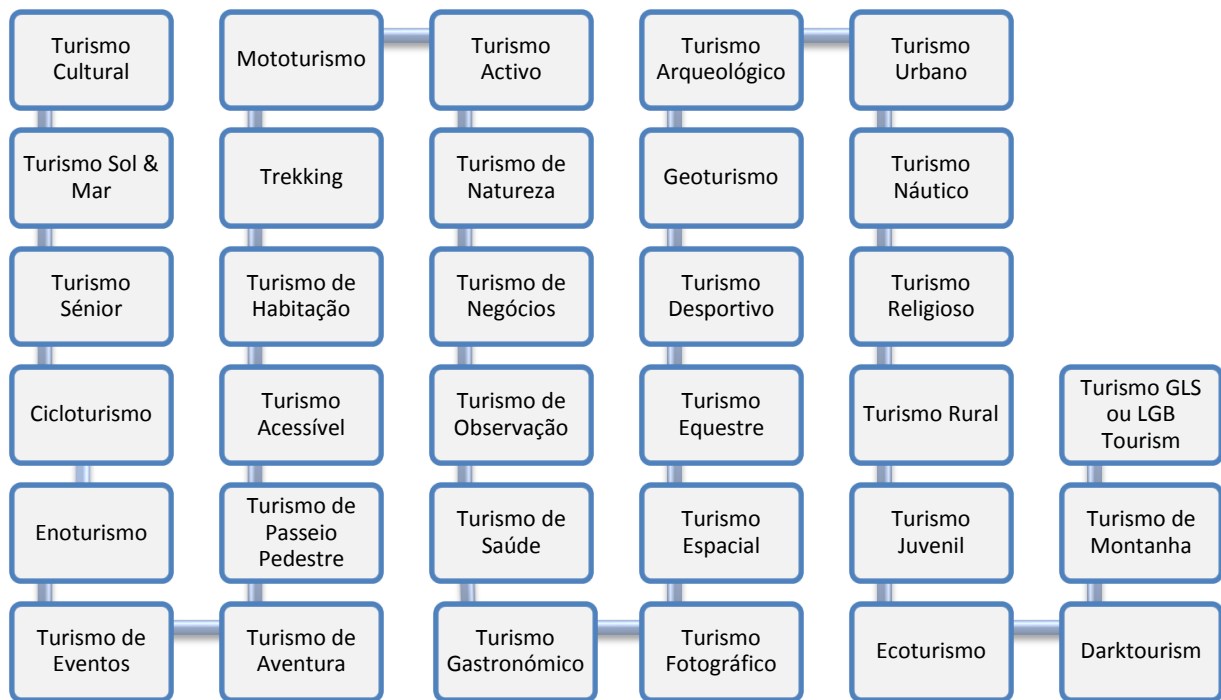 Turismo
Cultural
Turismo Sol &
Mar
Turismo
Sénior
Cicloturismo
Enoturismo
Turismo de
Eventos
Turismo de
Aventura
Turismo de
Passeio
Pedestre
Turismo
Acessível
Turismo de
Habitação
Trekking
Mototurismo
Turismo
Activo
Turismo de
Natureza
Turismo de
Negócios
Turismo de
Observação
Turismo de
Saúde
Turismo
Gastronómico
Turismo
Fotográfico
Turismo
Espacial
Turismo
Equestre
Turismo
Desportivo
Geoturismo
Turismo
Arqueológico
Turismo
Urbano
Turismo
Náutico
Turismo
Religioso
Turismo Rural
Turismo
Juvenil
Ecoturismo
Darktourism
Turismo de
Montanha
Turismo GLS
ou LGB
Tourism